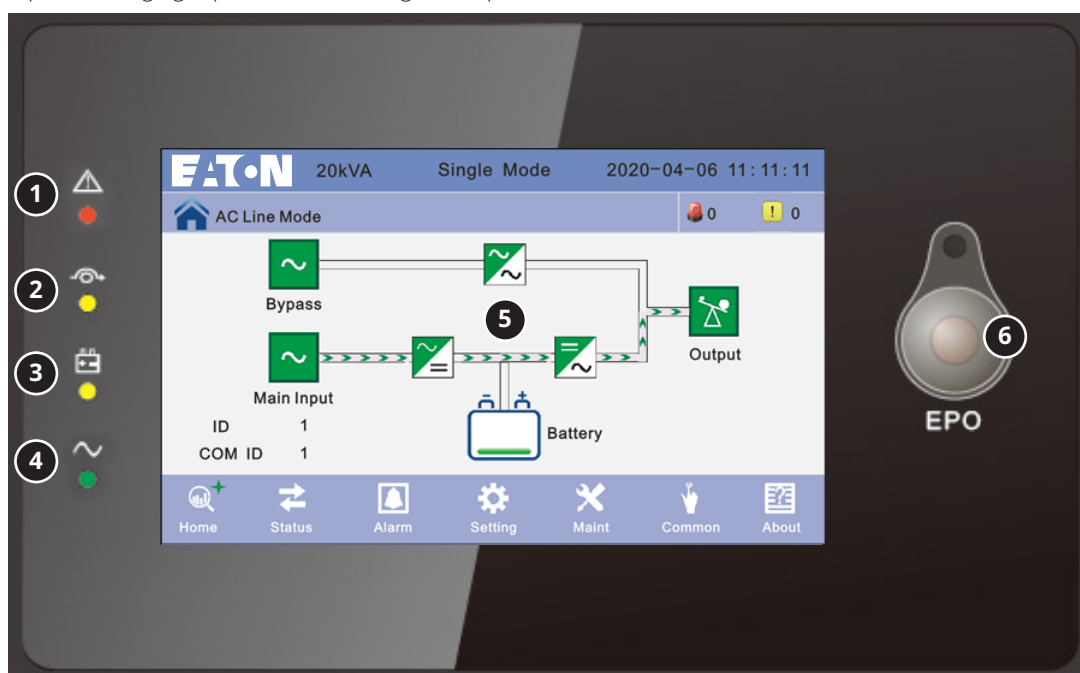 EATON 20kVA Single Mode 2020-04-06 11:11:11
AC Line Mode 0 ! 0
1
2
3
4
Bypass
5
Main Input
Output
Battery
ID 1
COM ID 1
6
EPO
Home Status Alarm Setting Maint Common About